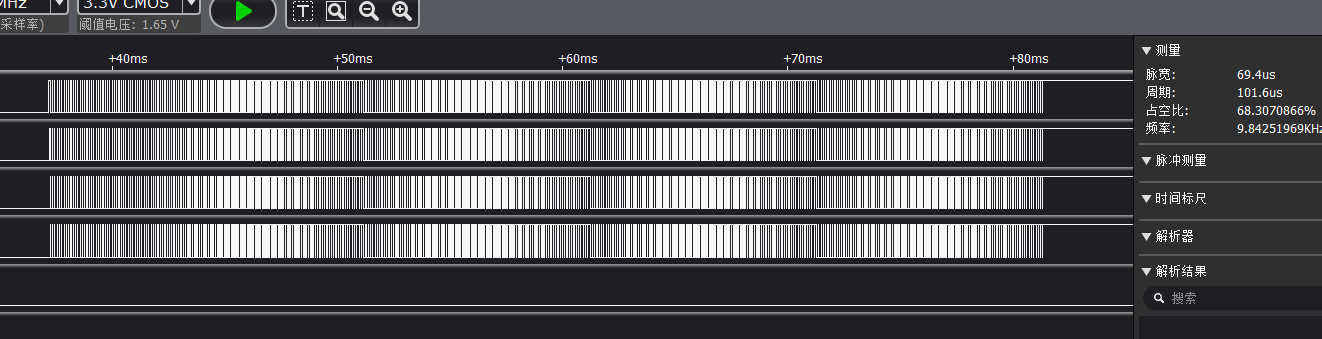 MHz 3.3V CMOS
采样率) 阈值电压: 1.65 V
T
+40ms +50ms +60ms +70ms +80ms
测量
脉宽: 69.4us
周期: 101.6us
占空比: 68.3070866%
频率: 9.84251969KHz
脉冲测量
时间标尺
解析器
解析结果
搜索